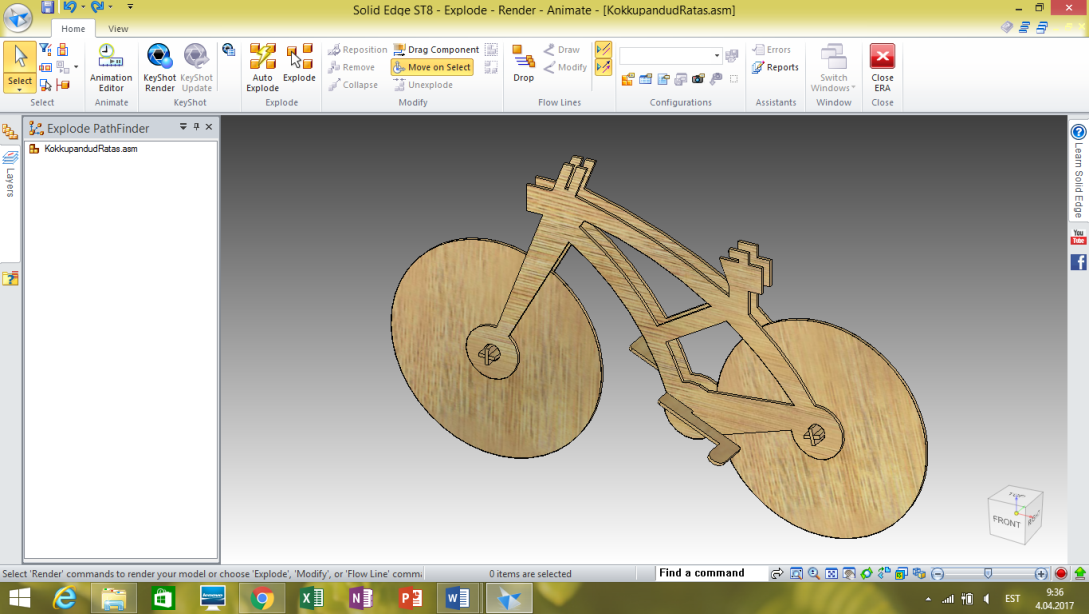 Solid Edge ST8 - Explode - Render - Animate - [KokkupandudRatas.asm]
Home View
Select
Select
Animation Editor
Animate
KeyShot Render
KeyShot Update
KeyShot
Auto Explode
Explode
Explode
Reposition
Remove
Collapse
Drag Component
Move on Select
Unexplode
Modify
Drop
Draw
Modify
Flow Lines
Configurations
Errors
Reports
Assistants
Switch Windows
Window
Close ERA
Close
Explode PathFinder
KokkupandudRatas.asm
Layers
Learn Solid Edge
You
Tube
FRONT
Select 'Render' commands to render your model or choose 'Explode', 'Modify', or 'Flow Line' comma
0 items are selected
Find a command
EST
9:36
4.04.2017